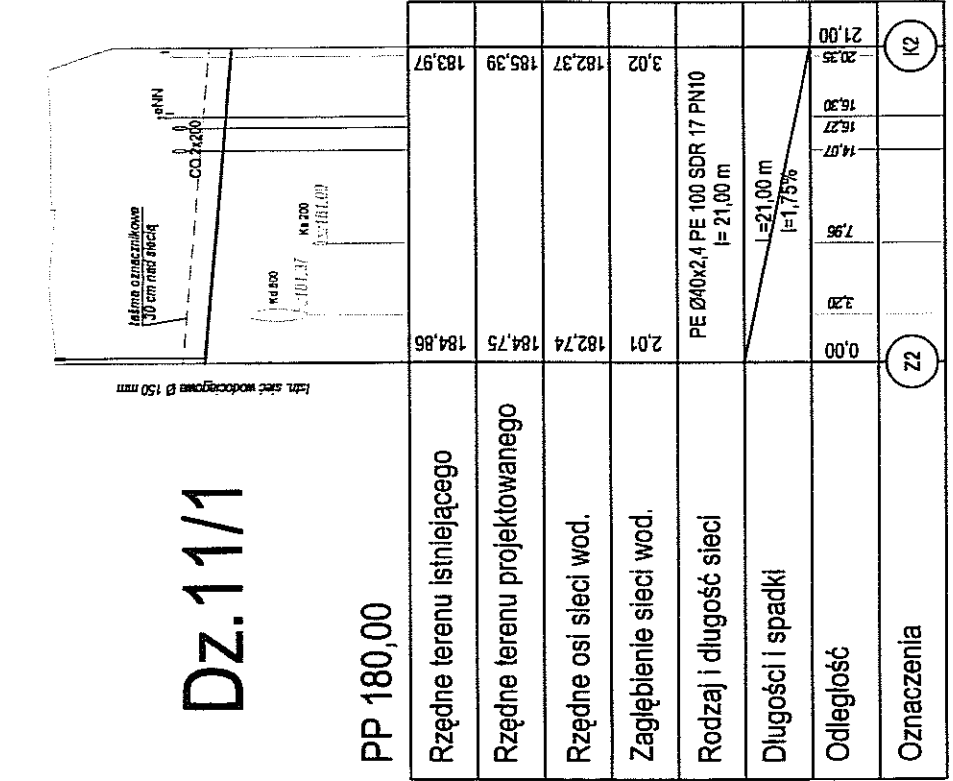 Dz.11/1
PP 180,00
taśma oznacznikowa
30 cm nad siecią
Istn. sieć wodociągowa Ø 150 mm
Kd 500
Ka 200
CO 2x200
eNN
Rzędne terenu istniejącego
184,86
183,97
Rzędne terenu projektowanego
184,75
185,39
Rzędne osi sieci wod.
182,74
182,37
Zagłębienie sieci wod.
2,01
3,02
Rodzaj i długość sieci
PE Ø40x2,4 PE 100 SDR 17 PN10
l= 21,00 m
Długości i spadki
L=21,00 m
i=1,75%
Odległość
0,00
3,20
7,96
14,07
16,27
16,30
20,35
21,00
Oznaczenia
Z2
K2